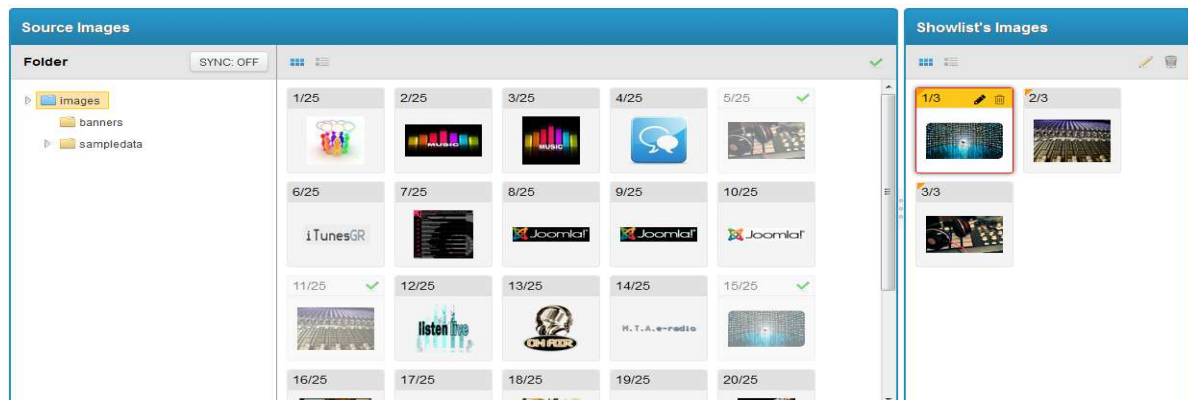 Source Images
Showlist's Images
Folder
SYNC: OFF
images
banners
sampledata
1/25
2/25
3/25
4/25
5/25
MUSIC
MUSIC
6/25
7/25
8/25
9/25
10/25
iTunesGR
Joomla!
Joomla!
Joomla!
11/25
12/25
13/25
14/25
15/25
listen live
ON AIR
M.T.A.e-radio
16/25
17/25
18/25
19/25
20/25
1/3
2/3
3/3